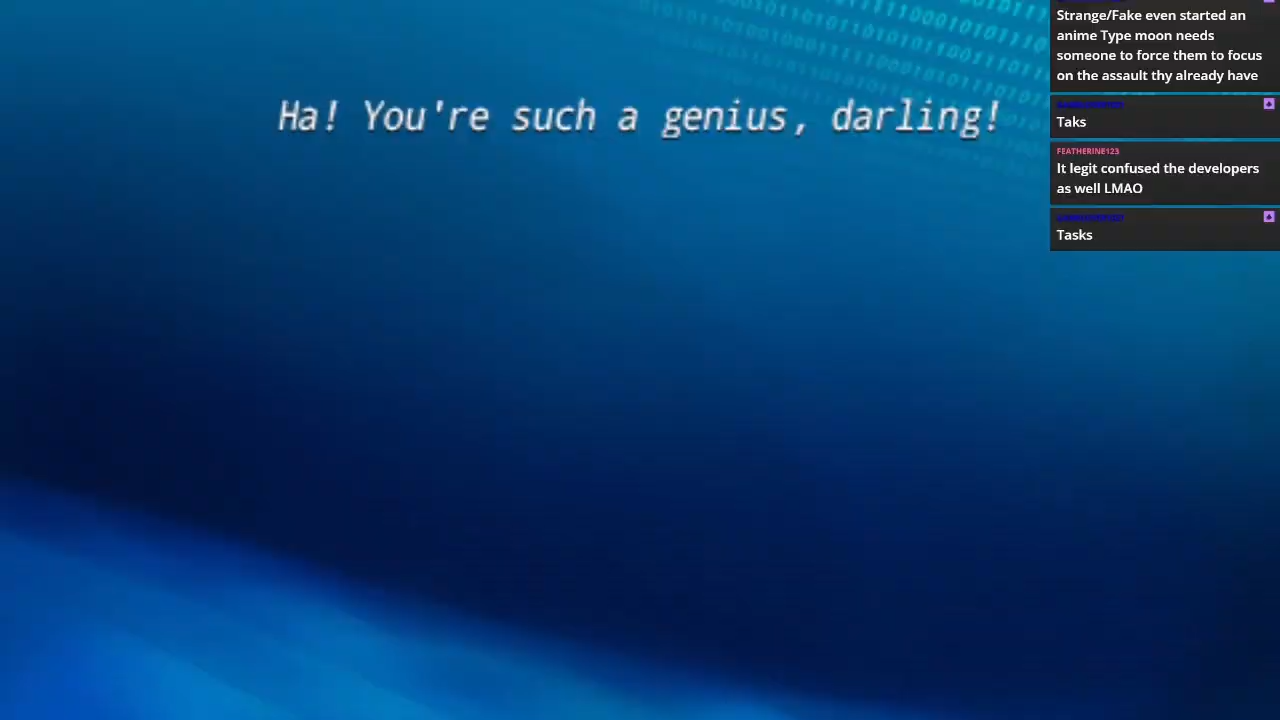 Ha! You're such a genius, darling!
Strange/Fake even started an
anime Type moon needs
someone to force them to focus
on the assault thy already have
Taks
FEATHERINE123
It legit confused the developers
as well LMAO
Tasks